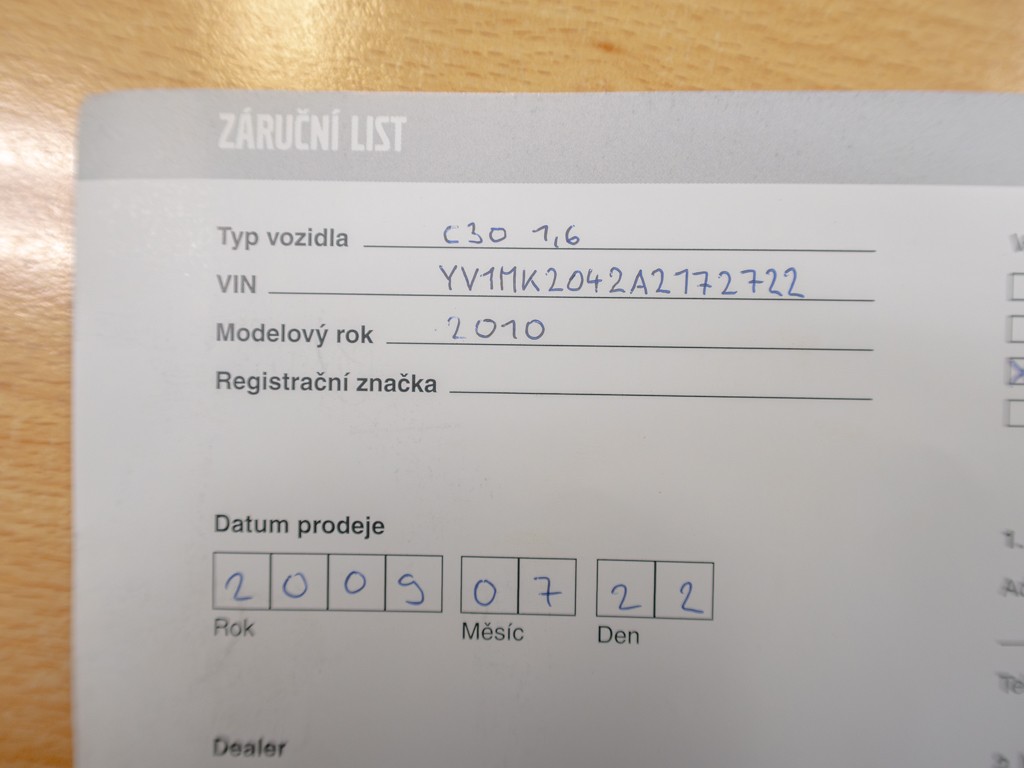 ZÁRUČNÍ LIST
Typ vozidla C30 1,6
VIN YV1MK2042A2172722
Modelový rok 2010
Registrační značka
Datum prodeje
2009 07 22
Rok Měsíc Den
1.
Dealer